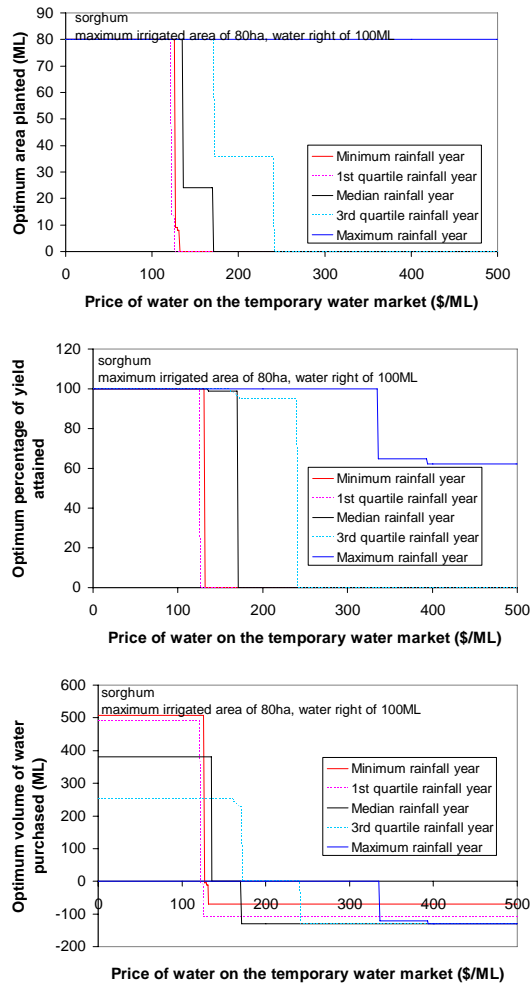 sorghum
maximum irrigated area of 80ha, water right of 100ML
Optimum area planted (ML)
80
70
60
50
40
30
20
10
0
Minimum rainfall year
1st quartile rainfall year
Median rainfall year
3rd quartile rainfall year
Maximum rainfall year
0 100 200 300 400 500
Price of water on the temporary water market ($/ML)
sorghum
maximum irrigated area of 80ha, water right of 100ML
Optimum percentage of yield
attained
120
100
80
60
40
20
0
Minimum rainfall year
1st quartile rainfall year
Median rainfall year
3rd quartile rainfall year
Maximum rainfall year
0 100 200 300 400 500
Price of water on the temporary water market ($/ML)
sorghum
maximum irrigated area of 80ha, water right of 100ML
Optimum volume of water
purchased (ML)
600
500
400
300
200
100
0
-100
-200
Minimum rainfall year
1st quartile rainfall year
Median rainfall year
3rd quartile rainfall year
Maximum rainfall year
0 100 200 300 400 500
Price of water on the temporary water market ($/ML)